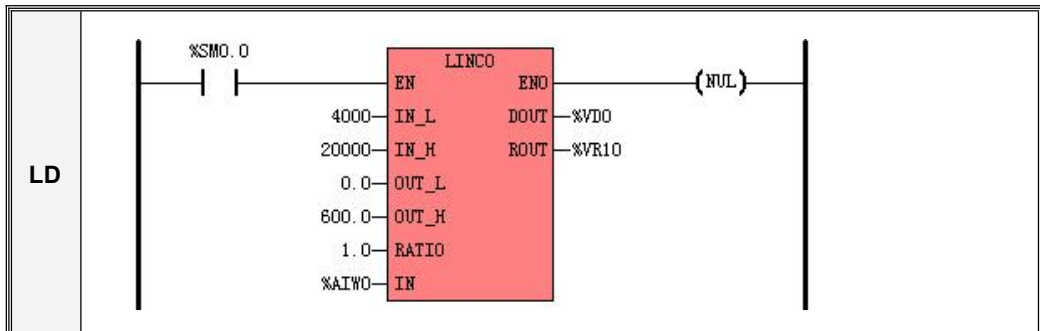 %SM0.0
LINCO
EN ENO (NUL)
4000 IN_L DOUT %VD0
20000 IN_H ROUT %VR10
LD
0.0 OUT_L
600.0 OUT_H
1.0 RATIO
%AIW0 IN